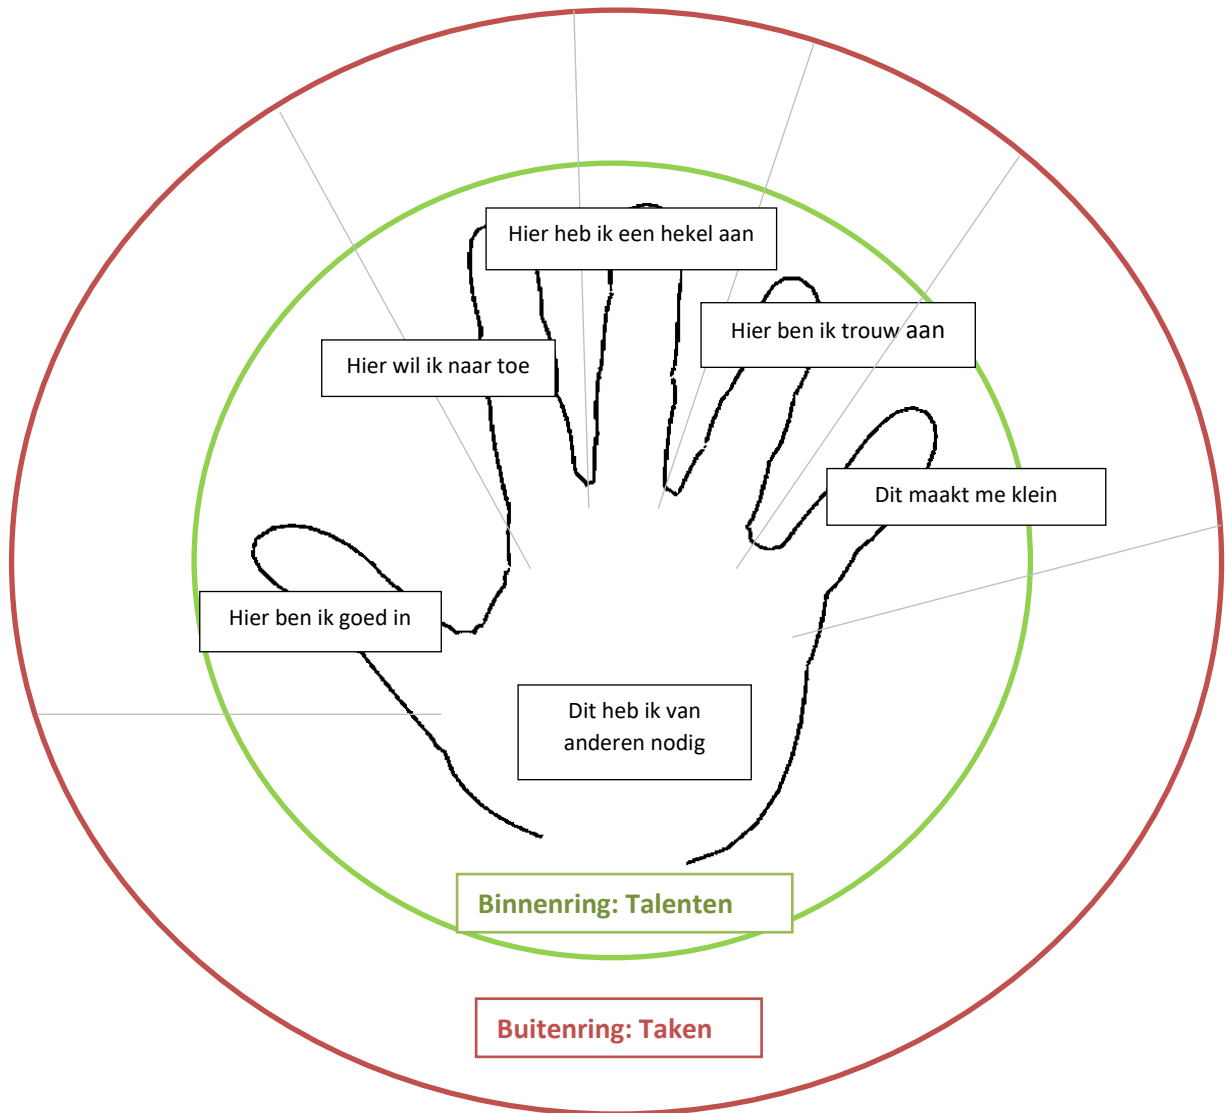 Hier heb ik een hekel aan
Hier ben ik trouw aan
Hier wil ik naar toe
Dit maakt me klein
Hier ben ik goed in
Dit heb ik van
anderen nodig
Binnenring: Talenten
Buitenring: Taken